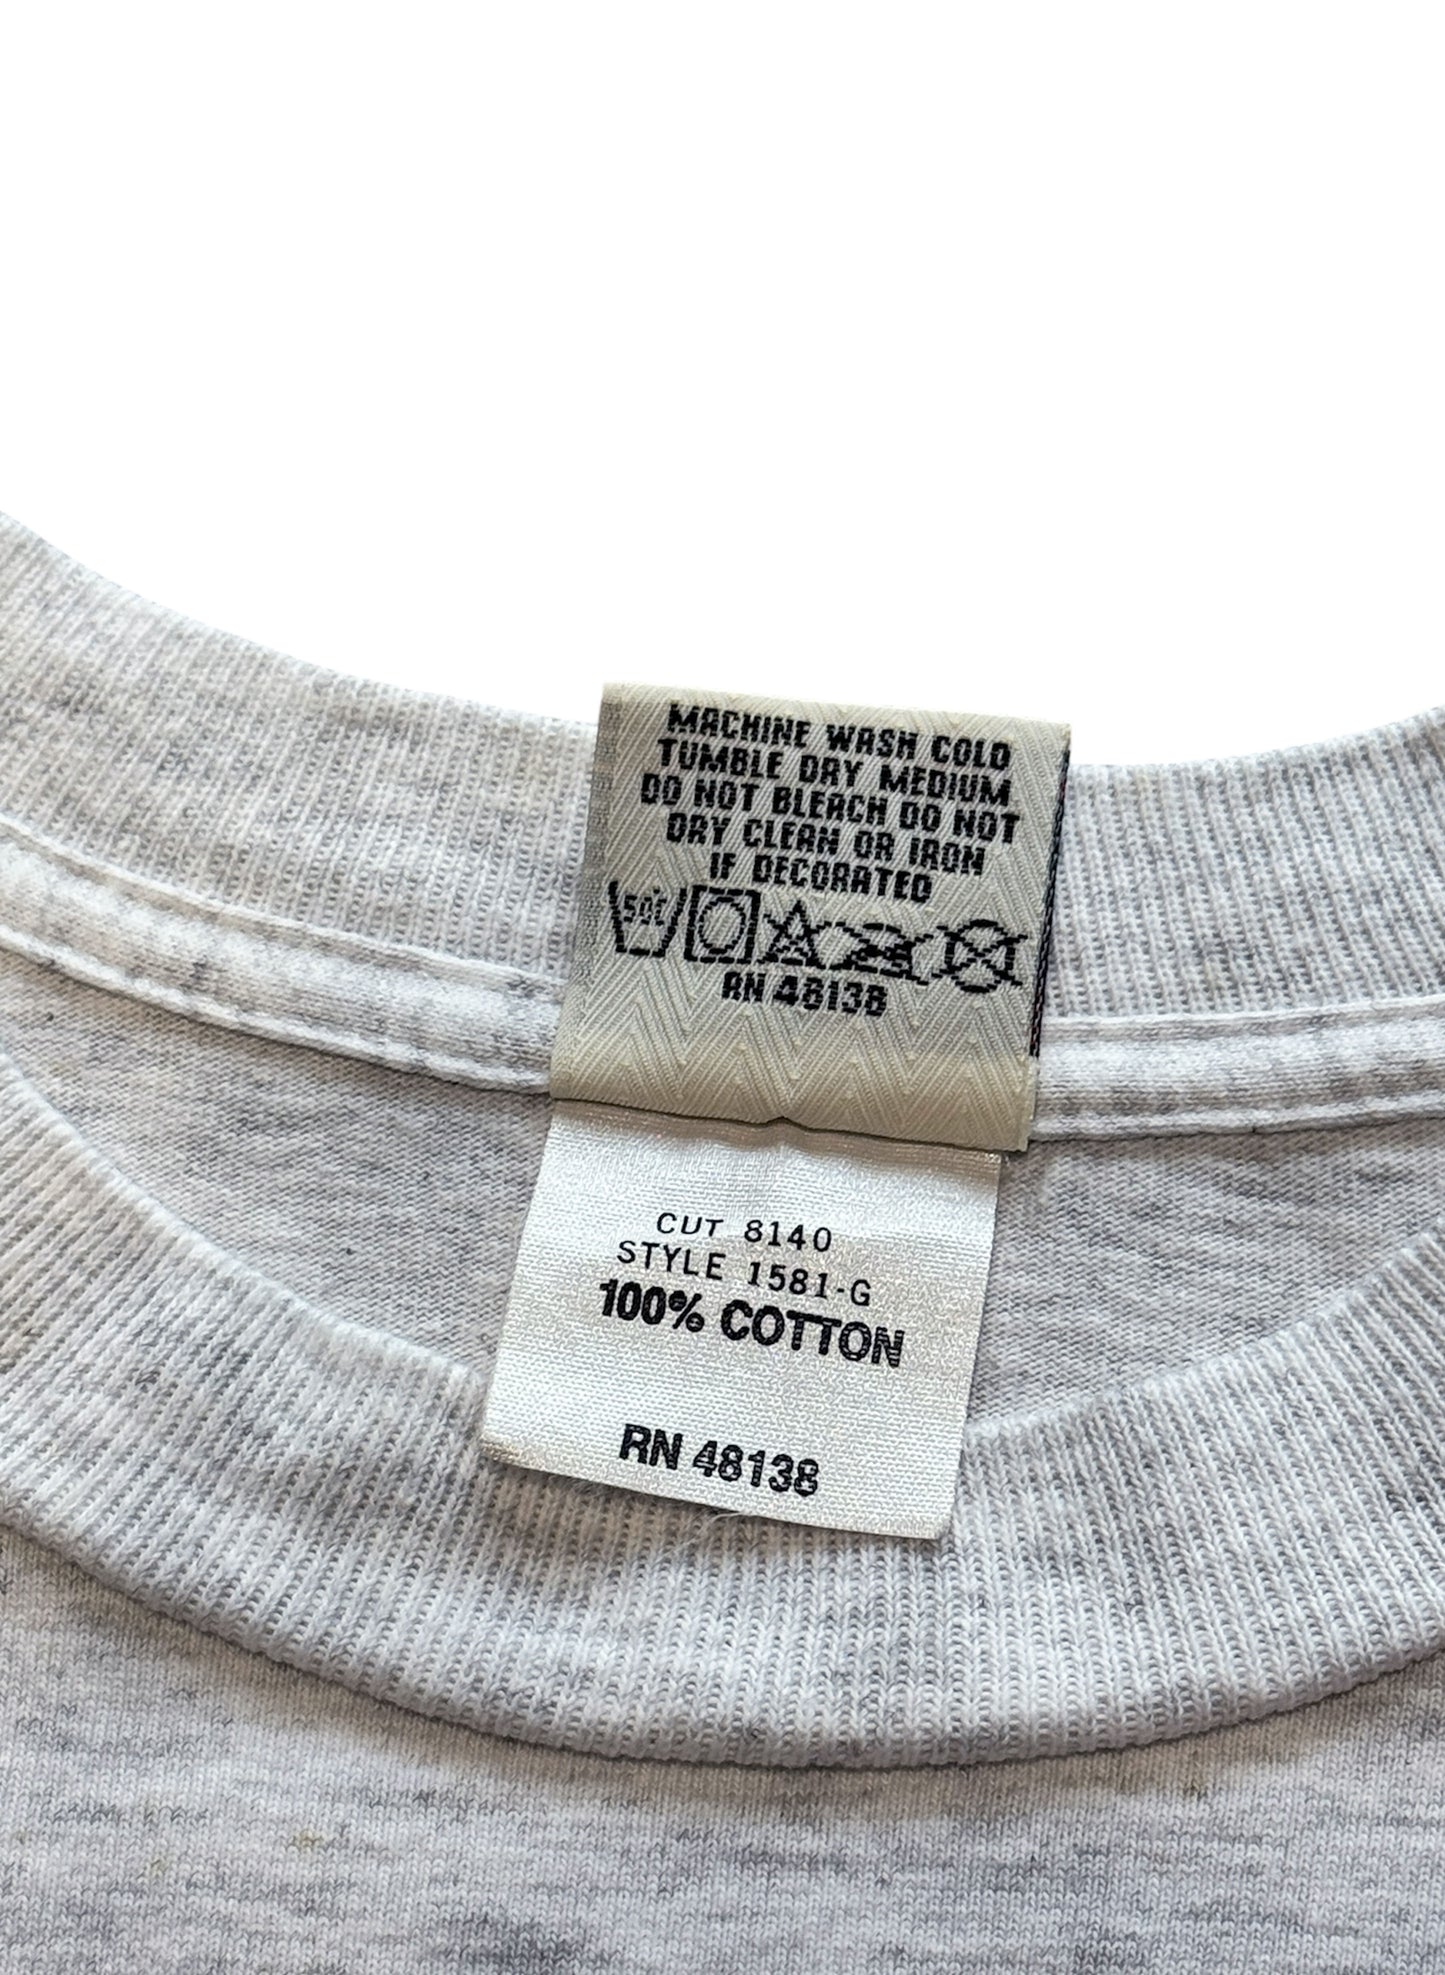 MACHINE WASH COLD
TUMBLE DRY MEDIUM
DO NOT BLEACH DO NOT
DRY CLEAN OR IRON
IF DECORATED
50°C
RN 48138
CUT 8140
STYLE 1581-G
100% COTTON
RN 48138